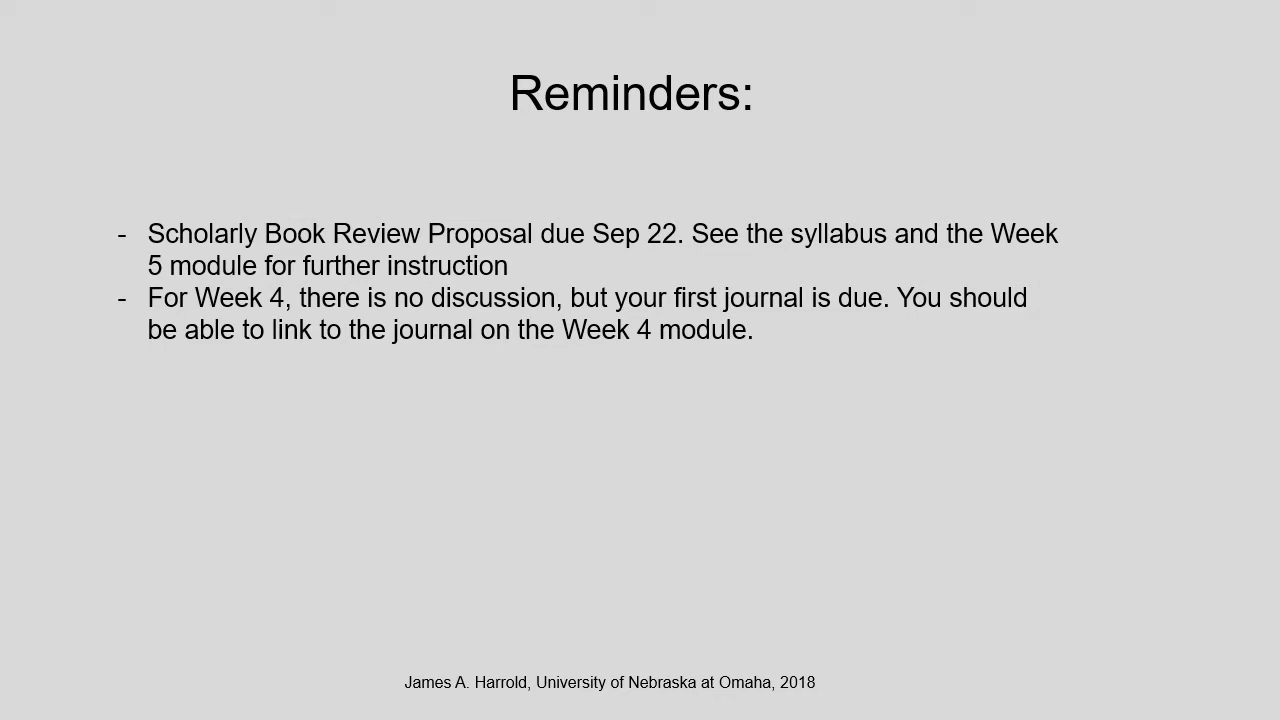 Reminders:
- Scholarly Book Review Proposal due Sep 22. See the syllabus and the Week
5 module for further instruction
- For Week 4, there is no discussion, but your first journal is due. You should
be able to link to the journal on the Week 4 module.
James A. Harrold, University of Nebraska at Omaha, 2018